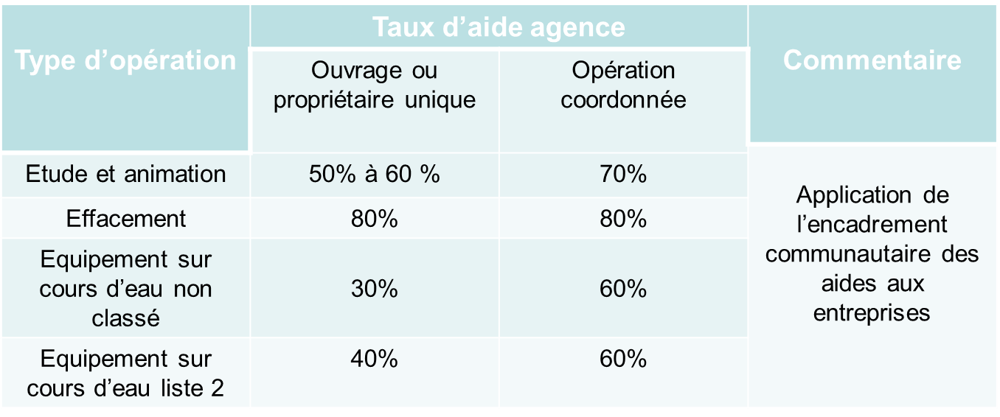 Type d’opération
Taux d’aide agence
Commentaire
Ouvrage ou
propriétaire unique
Opération
coordonnée
Etude et animation
50% à 60 %
70%
Effacement
80%
80%
Equipement sur
cours d’eau non
classé
30%
60%
Equipement sur
cours d’eau liste 2
40%
60%
Application de
l’encadrement
communautaire des
aides aux
entreprises